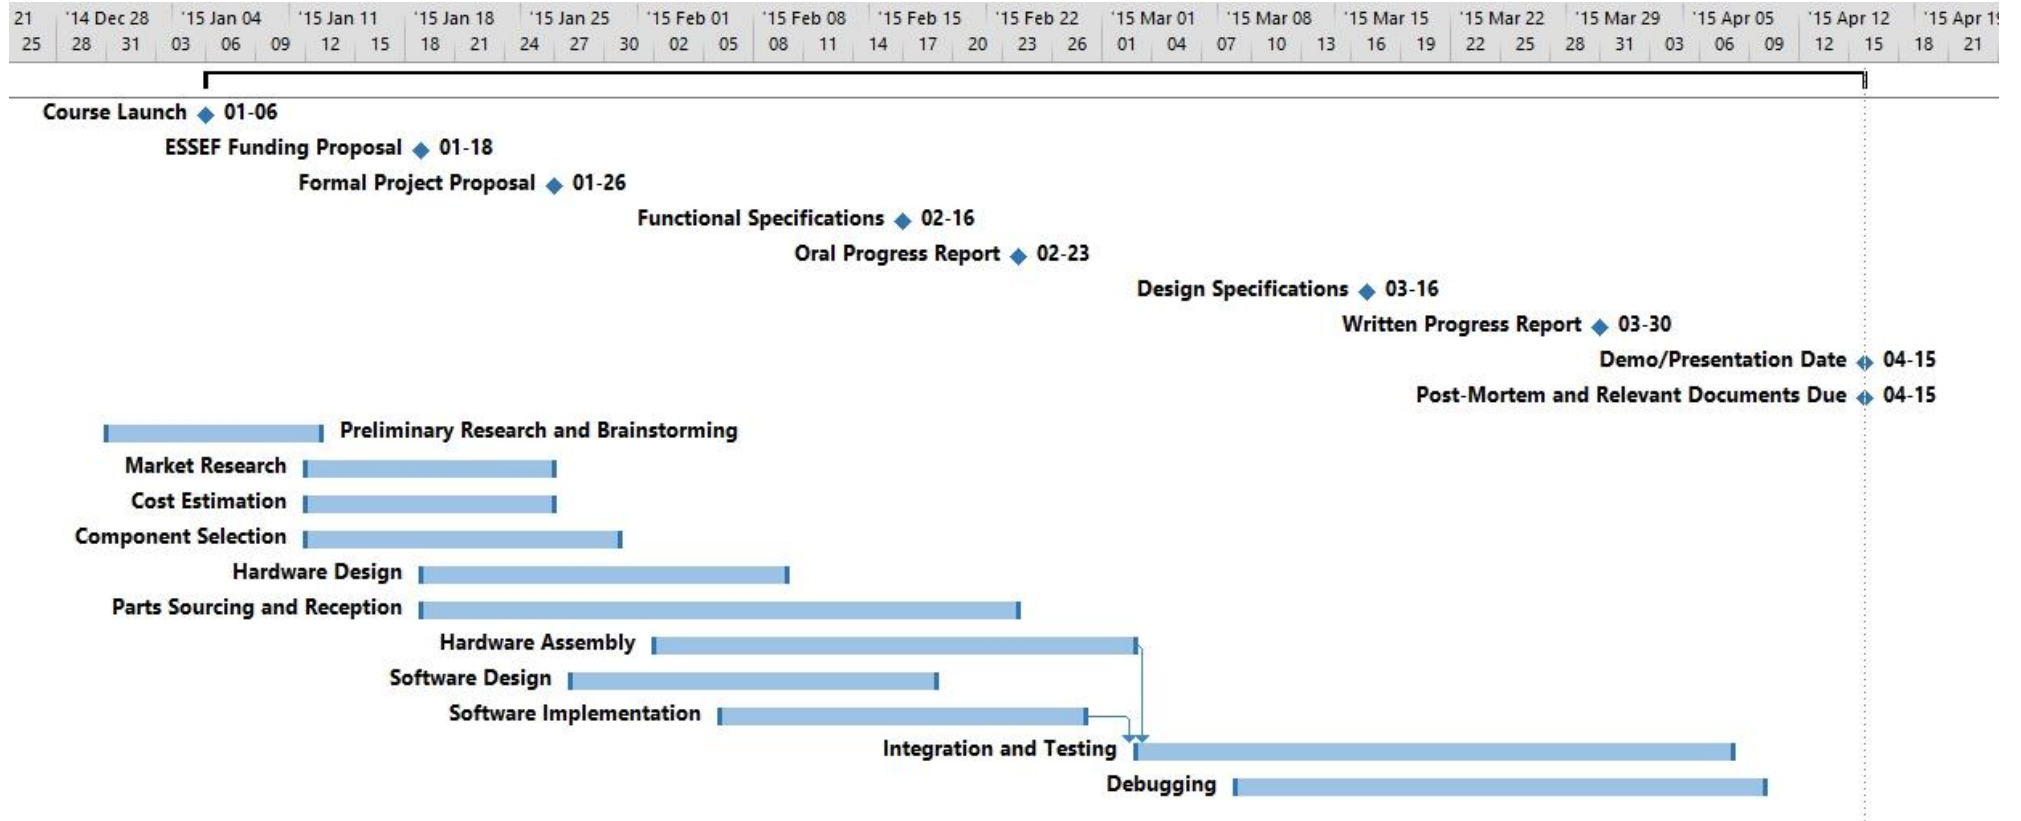 21 '14 Dec 28 '15 Jan 04 '15 Jan 11 '15 Jan 18 '15 Jan 25 '15 Feb 01 '15 Feb 08 '15 Feb 15 '15 Feb 22 '15 Mar 01 '15 Mar 08 '15 Mar 15 '15 Mar 22 '15 Mar 29 '15 Apr 05 '15 Apr 12 '15 Apr 19
25 28 31 03 06 09 12 15 18 21 24 27 30 02 05 08 11 14 17 20 23 26 01 04 07 10 13 16 19 22 25 28 31 03 06 09 12 15 18 21
Course Launch 01-06
ESSEF Funding Proposal 01-18
Formal Project Proposal 01-26
Functional Specifications 02-16
Oral Progress Report 02-23
Design Specifications 03-16
Written Progress Report 03-30
Demo/Presentation Date 04-15
Post-Mortem and Relevant Documents Due 04-15
Preliminary Research and Brainstorming
Market Research
Cost Estimation
Component Selection
Hardware Design
Parts Sourcing and Reception
Hardware Assembly
Software Design
Software Implementation
Integration and Testing
Debugging